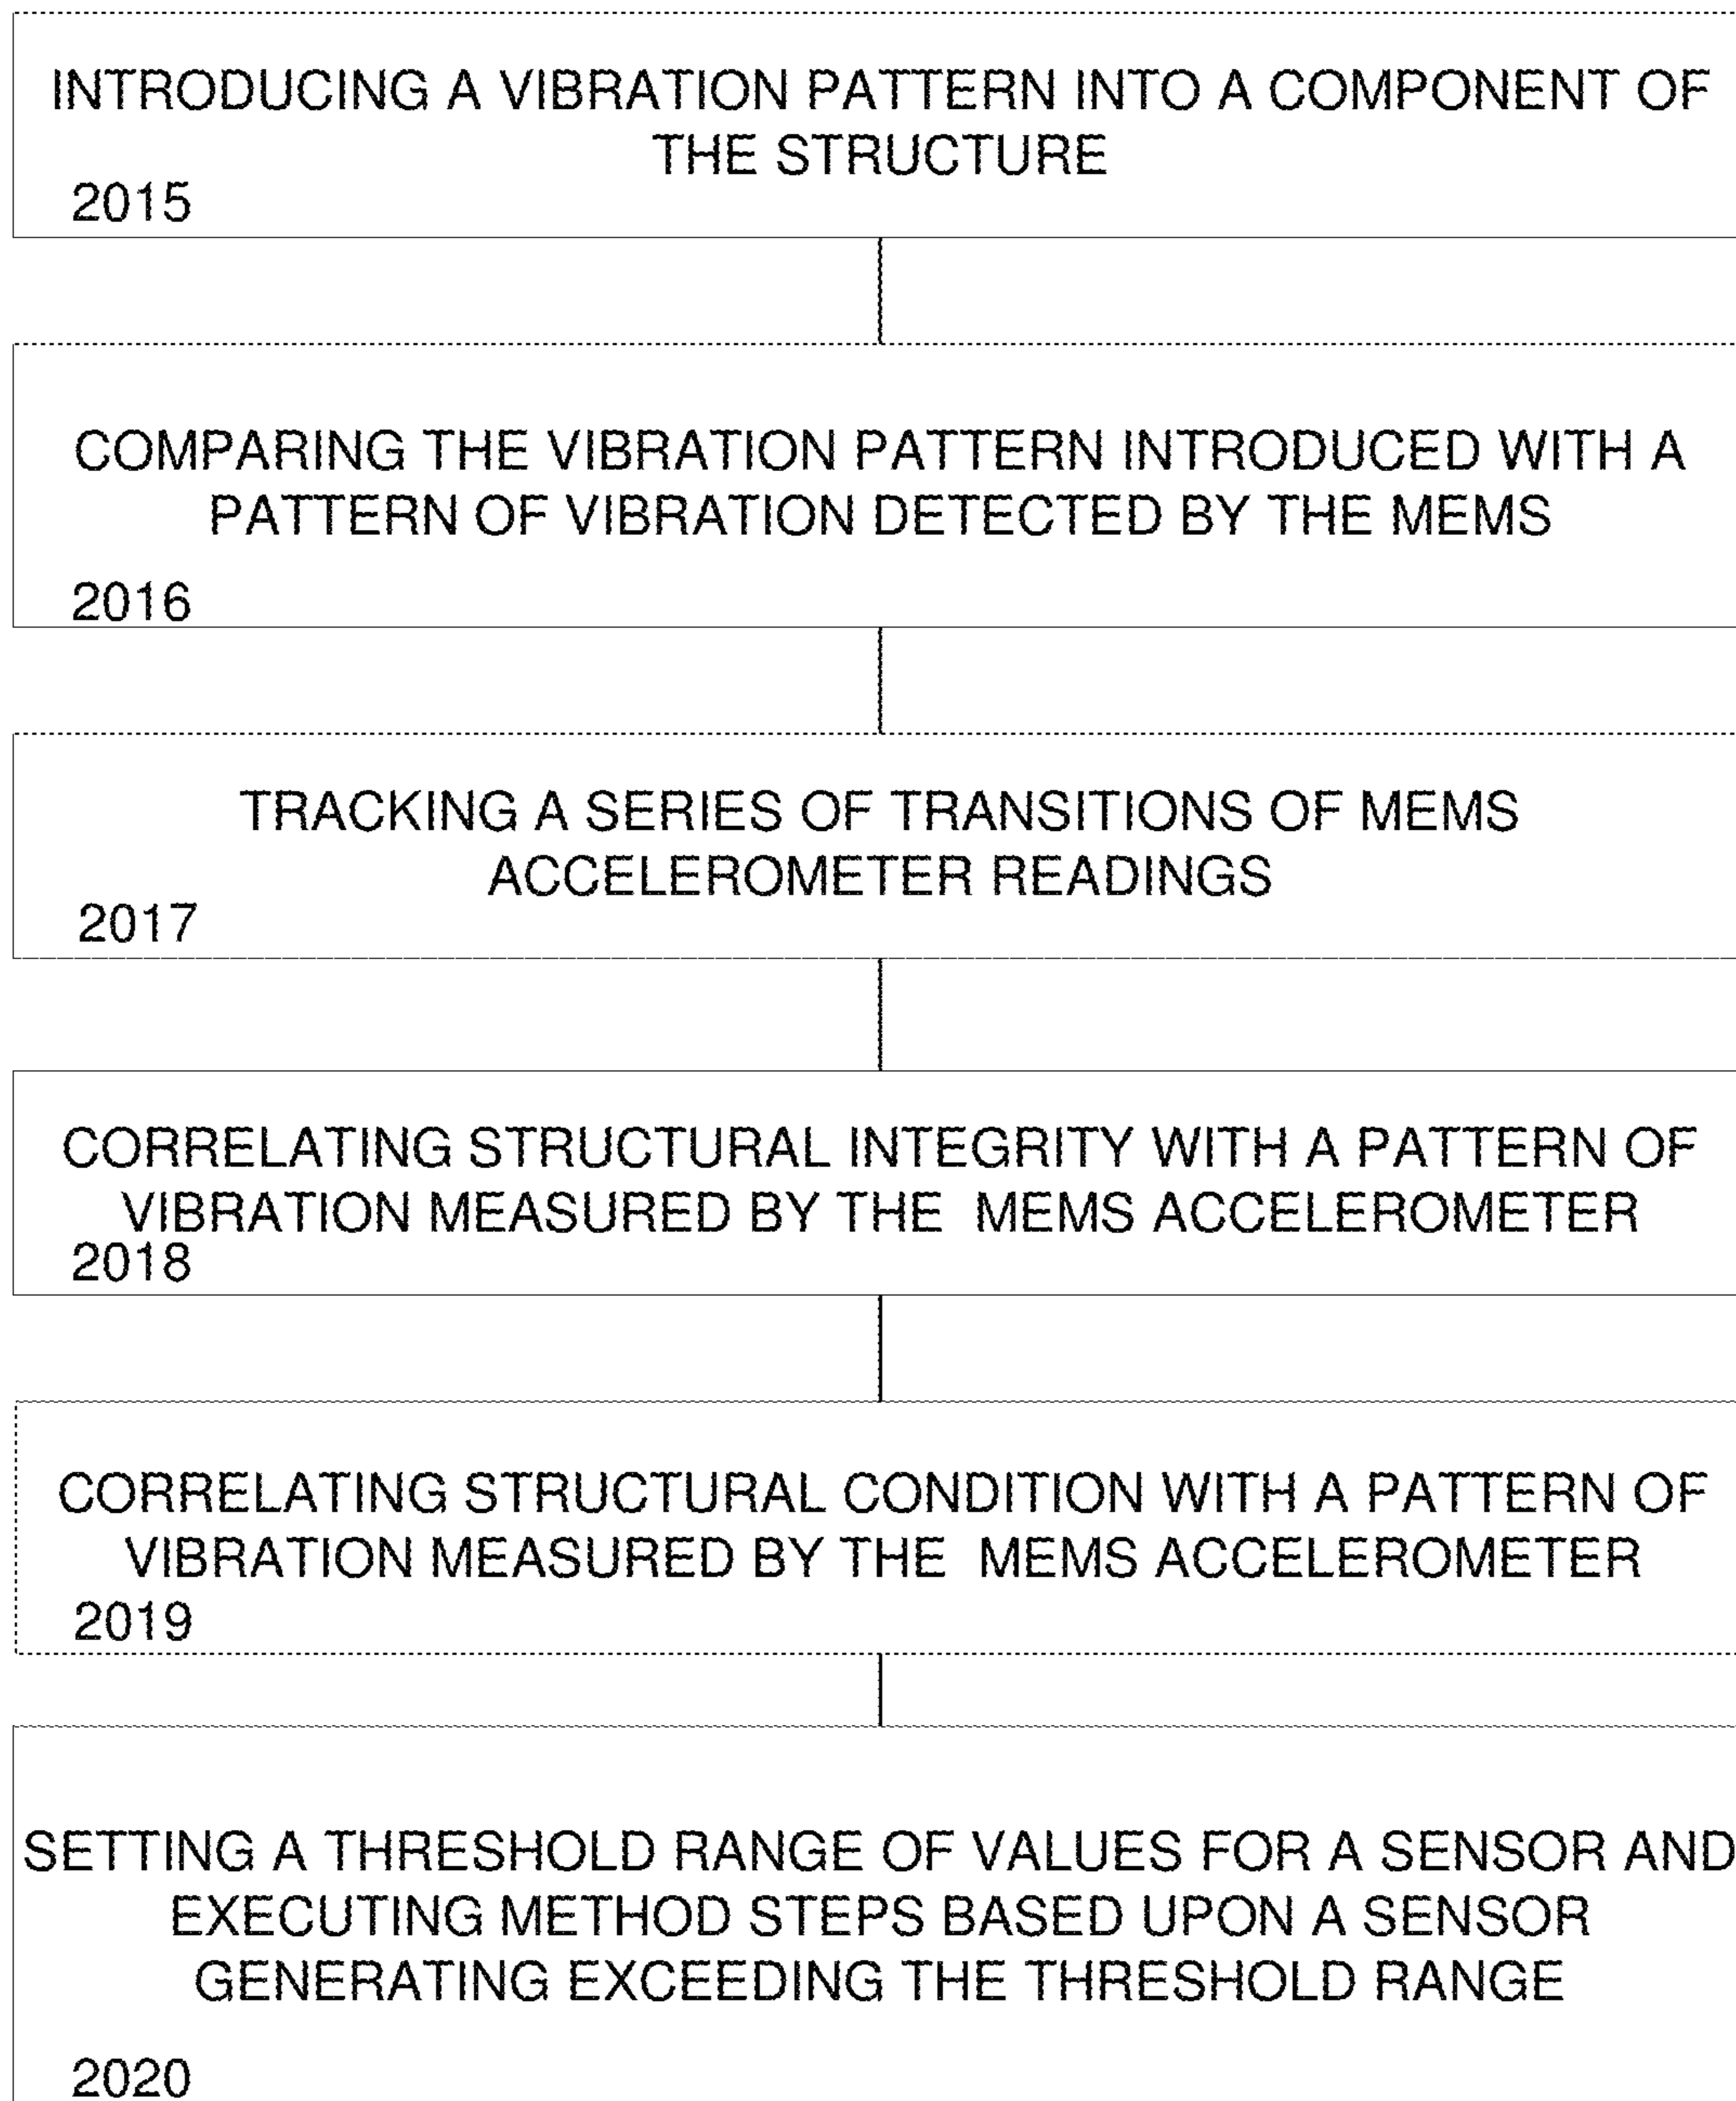 INTRODUCING A VIBRATION PATTERN INTO A COMPONENT OF
THE STRUCTURE
2015
COMPARING THE VIBRATION PATTERN INTRODUCED WITH A
PATTERN OF VIBRATION DETECTED BY THE MEMS
2016
TRACKING A SERIES OF TRANSITIONS OF MEMS
ACCELEROMETER READINGS
2017
CORRELATING STRUCTURAL INTEGRITY WITH A PATTERN OF
VIBRATION MEASURED BY THE MEMS ACCELEROMETER
2018
CORRELATING STRUCTURAL CONDITION WITH A PATTERN OF
VIBRATION MEASURED BY THE MEMS ACCELEROMETER
2019
SETTING A THRESHOLD RANGE OF VALUES FOR A SENSOR AND
EXECUTING METHOD STEPS BASED UPON A SENSOR
GENERATING EXCEEDING THE THRESHOLD RANGE
2020